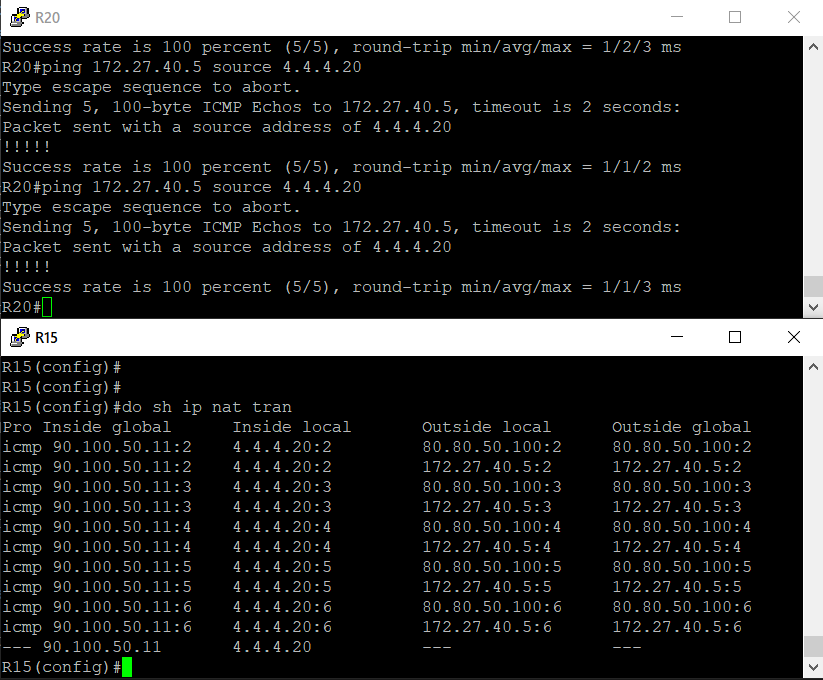 R20
Success rate is 100 percent (5/5), round-trip min/avg/max = 1/2/3 ms
R20#ping 172.27.40.5 source 4.4.4.20
Type escape sequence to abort.
Sending 5, 100-byte ICMP Echos to 172.27.40.5, timeout is 2 seconds:
Packet sent with a source address of 4.4.4.20
!!!!!
Success rate is 100 percent (5/5), round-trip min/avg/max = 1/1/2 ms
R20#ping 172.27.40.5 source 4.4.4.20
Type escape sequence to abort.
Sending 5, 100-byte ICMP Echos to 172.27.40.5, timeout is 2 seconds:
Packet sent with a source address of 4.4.4.20
!!!!!
Success rate is 100 percent (5/5), round-trip min/avg/max = 1/1/3 ms
R20#
R15
R15(config)#
R15(config)#
R15(config)#do sh ip nat tran
Pro Inside global      Inside local       Outside local      Outside global
icmp 90.100.50.11:2    4.4.4.20:2         80.80.50.100:2     80.80.50.100:2
icmp 90.100.50.11:2    4.4.4.20:2         172.27.40.5:2      172.27.40.5:2
icmp 90.100.50.11:3    4.4.4.20:3         80.80.50.100:3     80.80.50.100:3
icmp 90.100.50.11:3    4.4.4.20:3         172.27.40.5:3      172.27.40.5:3
icmp 90.100.50.11:4    4.4.4.20:4         80.80.50.100:4     80.80.50.100:4
icmp 90.100.50.11:4    4.4.4.20:4         172.27.40.5:4      172.27.40.5:4
icmp 90.100.50.11:5    4.4.4.20:5         80.80.50.100:5     80.80.50.100:5
icmp 90.100.50.11:5    4.4.4.20:5         172.27.40.5:5      172.27.40.5:5
icmp 90.100.50.11:6    4.4.4.20:6         80.80.50.100:6     80.80.50.100:6
icmp 90.100.50.11:6    4.4.4.20:6         172.27.40.5:6      172.27.40.5:6
--- 90.100.50.11       4.4.4.20           ---                ---
R15(config)#